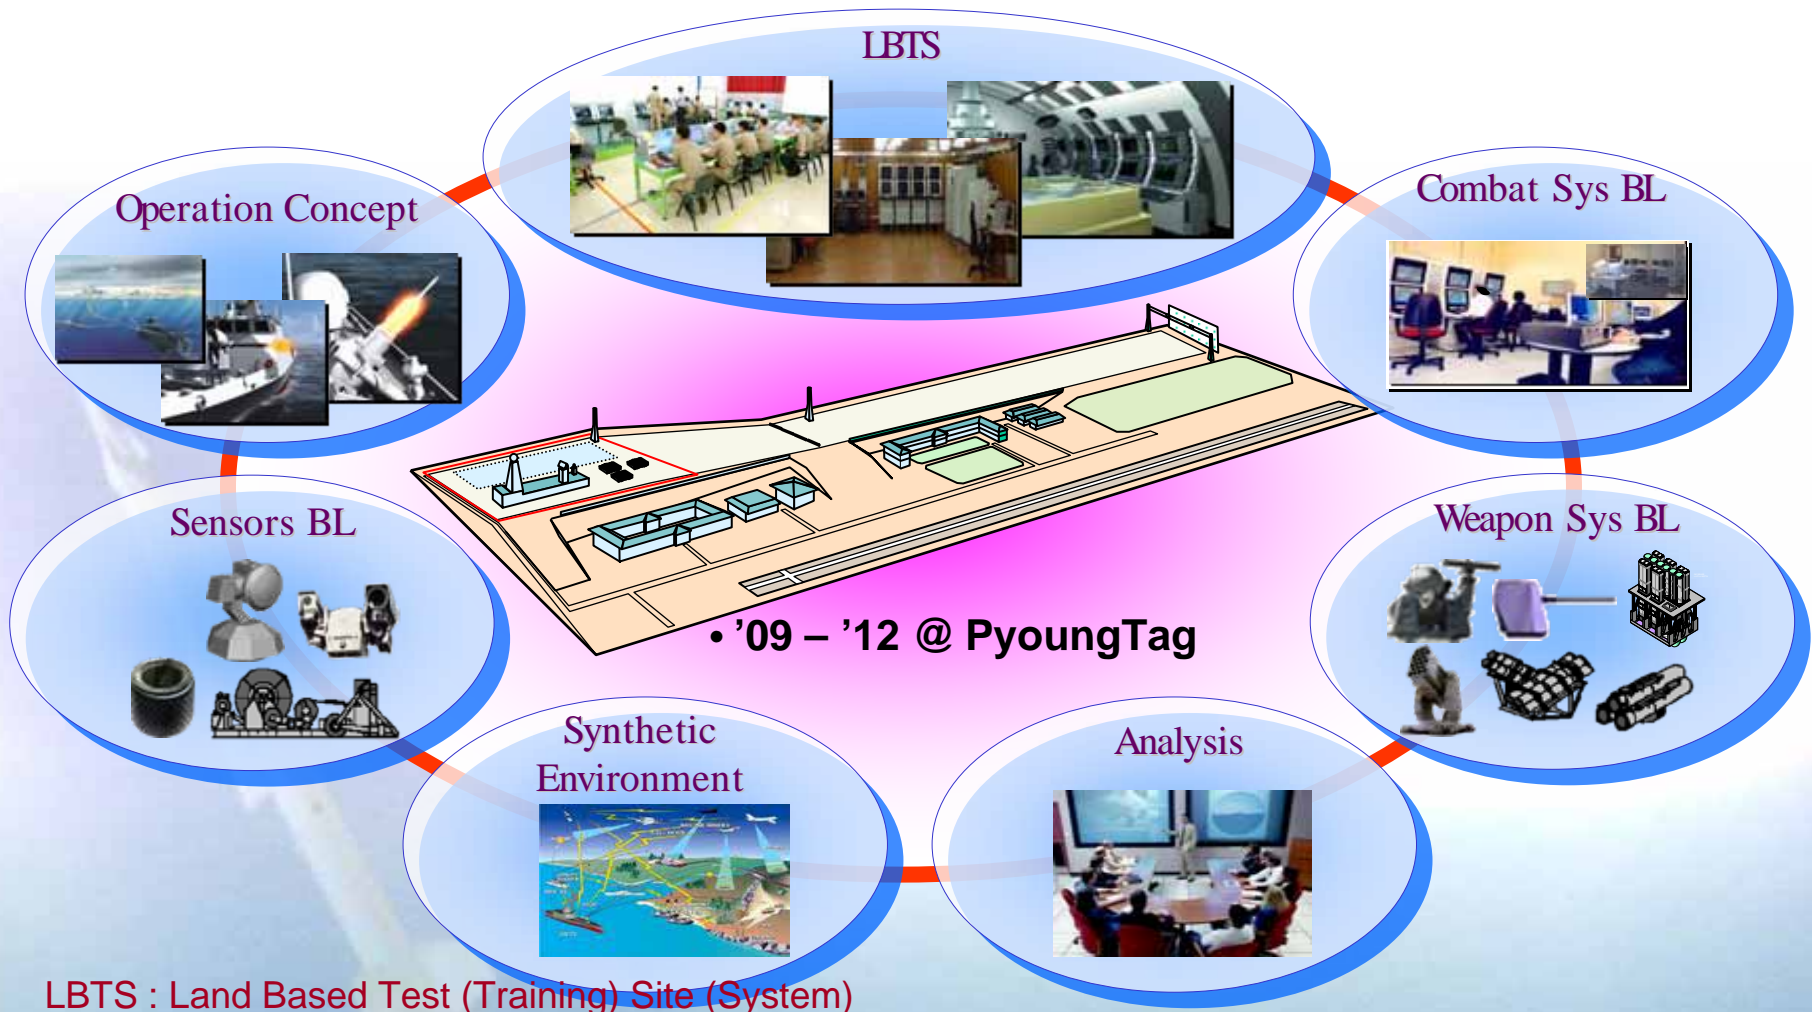 LBTS
Operation Concept
Combat Sys BL
Sensors BL
Weapon Sys BL
• ’09 – ’12 @ PyoungTag
Synthetic
Environment
Analysis
LBTS : Land Based Test (Training) Site (System)